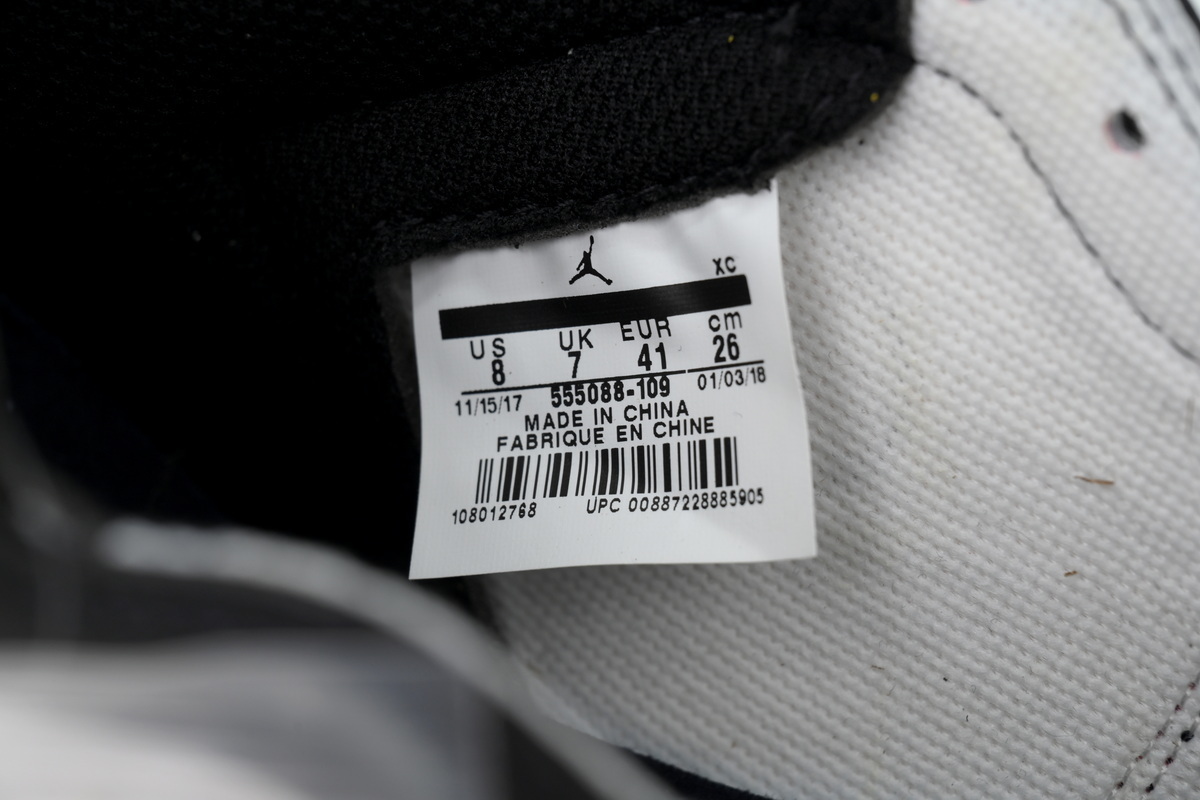 XC
US UK EUR cm
8 7 41 26
11/15/17 555088-109 01/03/18
MADE IN CHINA
FABRIQUE EN CHINE
108012768 UPC 00887228885905